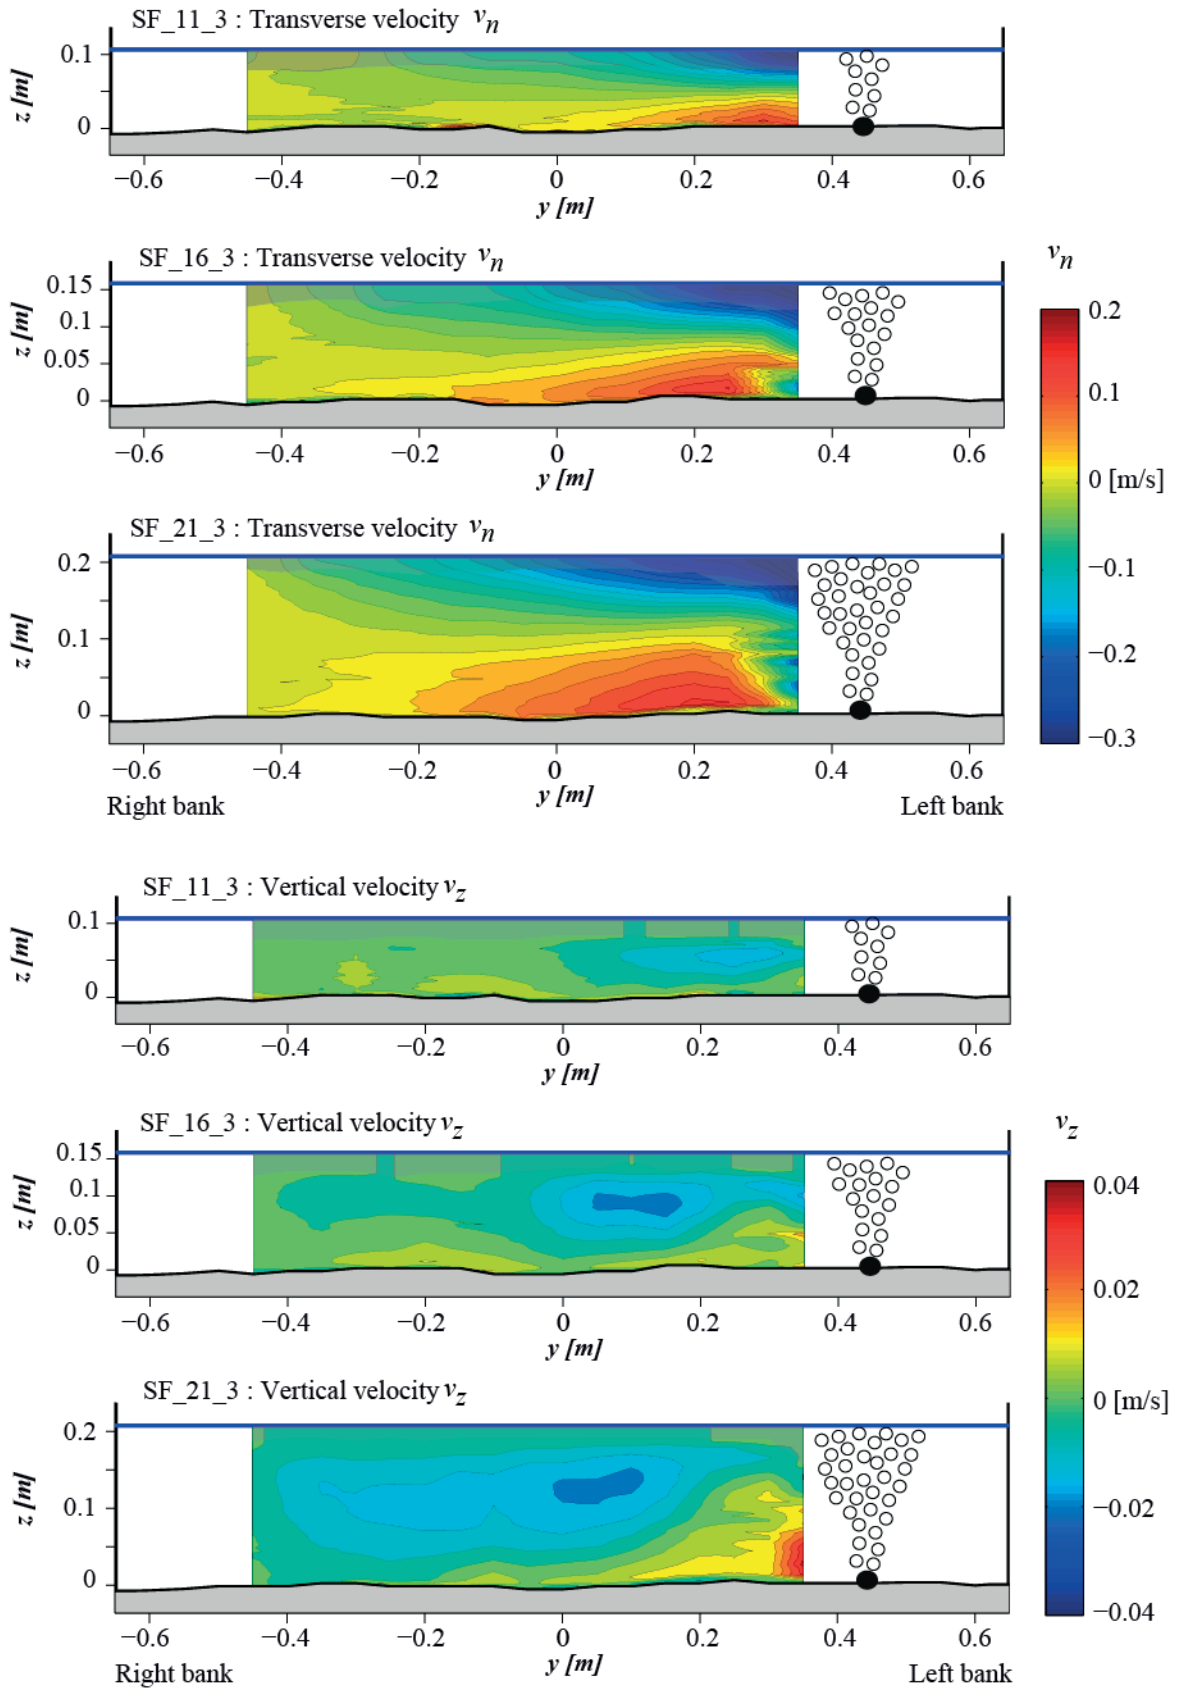 SF_11_3 : Transverse velocity vn
0.1
0
z [m]
−0.6 −0.4 −0.2 0 0.2 0.4 0.6
y [m]
SF_16_3 : Transverse velocity vn
0.15
0.1
0.05
0
z [m]
−0.6 −0.4 −0.2 0 0.2 0.4 0.6
y [m]
SF_21_3 : Transverse velocity vn
0.2
0.1
0
z [m]
−0.6 −0.4 −0.2 0 0.2 0.4 0.6
y [m]
Right bank Left bank
vn
0.2
0.1
0 [m/s]
−0.1
−0.2
−0.3
SF_11_3 : Vertical velocity vz
0.1
0
z [m]
−0.6 −0.4 −0.2 0 0.2 0.4 0.6
y [m]
SF_16_3 : Vertical velocity vz
0.15
0.1
0.05
0
z [m]
−0.6 −0.4 −0.2 0 0.2 0.4 0.6
y [m]
SF_21_3 : Vertical velocity vz
0.2
0.1
0
z [m]
−0.6 −0.4 −0.2 0 0.2 0.4 0.6
y [m]
Right bank Left bank
vz
0.04
0.02
0 [m/s]
−0.02
−0.04